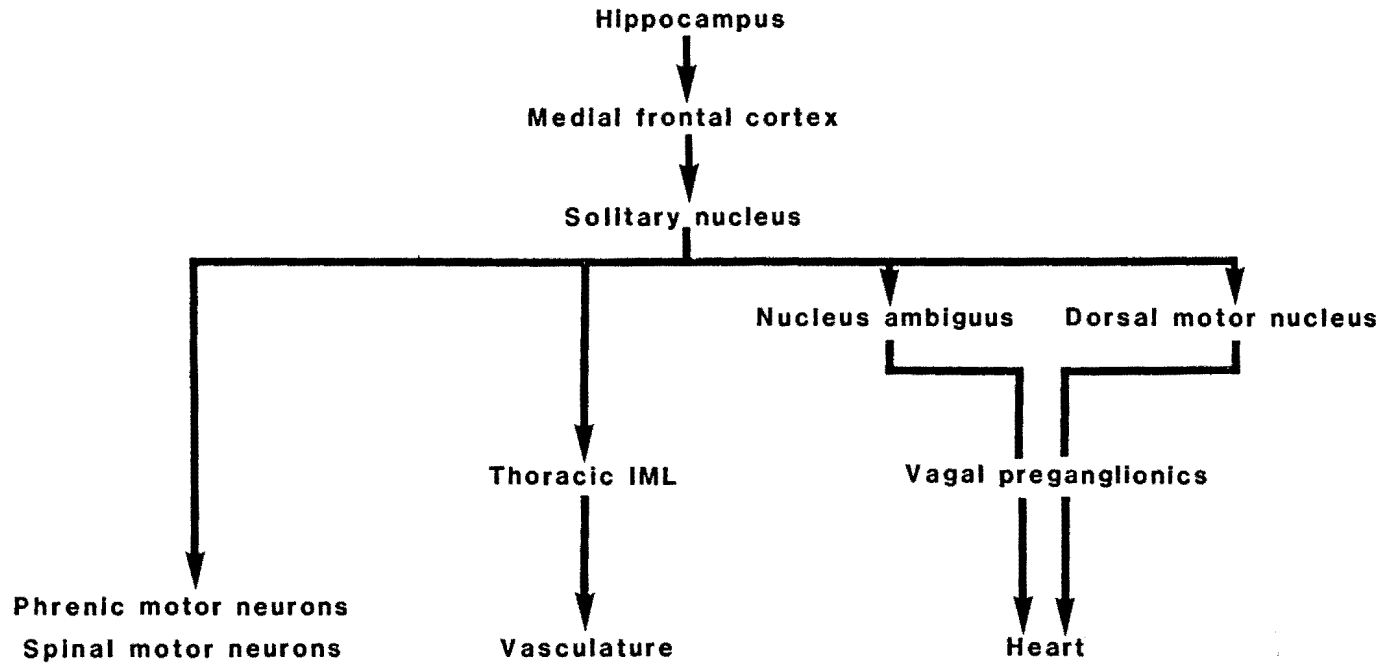 Hippocampus
Medial frontal cortex
Solitary nucleus
Nucleus ambiguus
Dorsal motor nucleus
Thoracic IML
Vagal preganglionics
Phrenic motor neurons
Spinal motor neurons
Vasculature
Heart